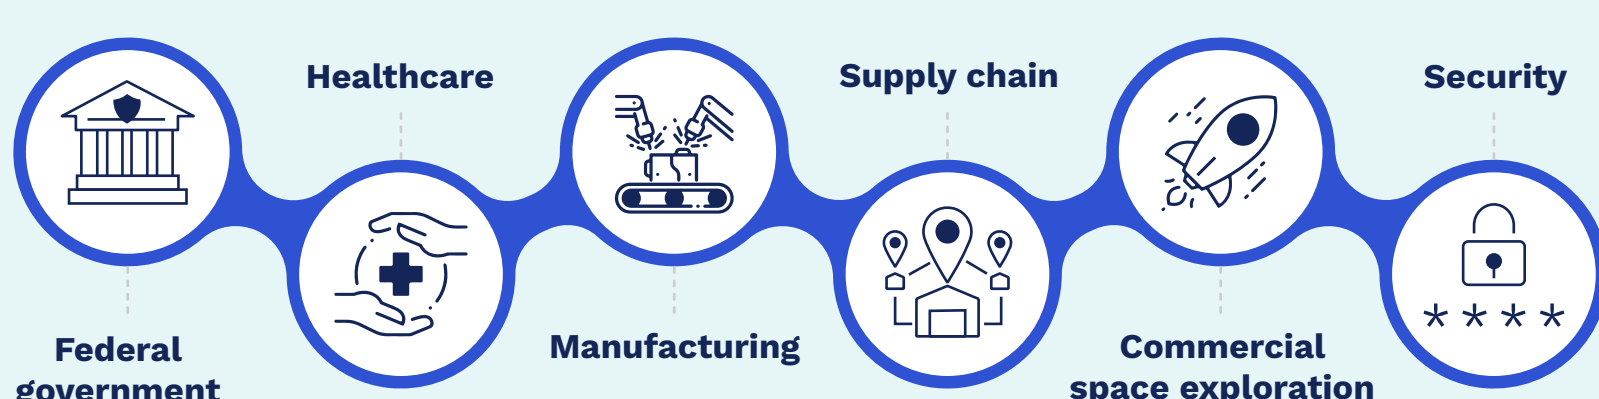 Healthcare
Supply chain
Security
Federal
government
Manufacturing
Commercial
space exploration
* * * *